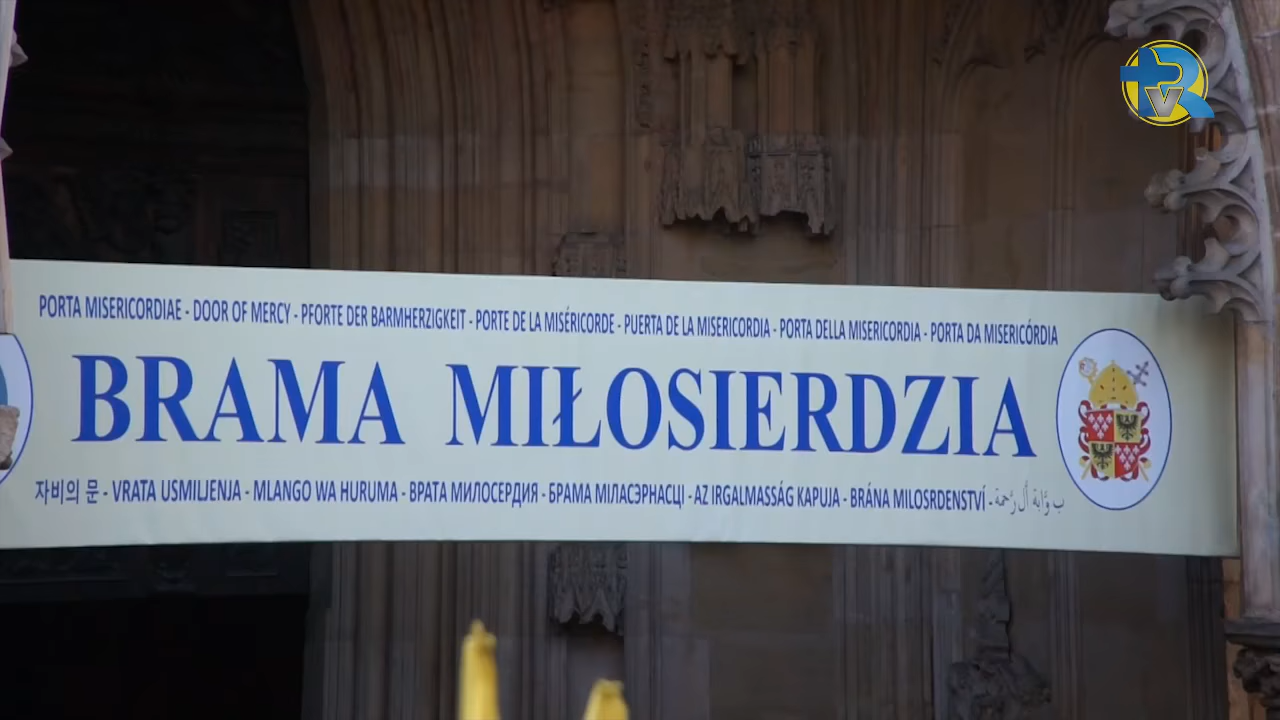 PORTA MISERICORDIAE - DOOR OF MERCY - PFORTE DER BARMHERZIGKEIT - PORTE DE LA MISÉRICORDE - PUERTA DE LA MISERICORDIA - PORTA DELLA MISERICORDIA - PORTA DA MISERICÓRDIA
BRAMA MIŁOSIERDZIA
자비의 문 - VRATA USMILJENJA - MLANGO WA HURUMA - ВРАТА МИЛОСЕРДИЯ - БРАМА МІЛАСЭРНАСЦІ - AZ IRGALMASSÁG KAPUJA - BRÁNA MILOSRDENSTVÍ -